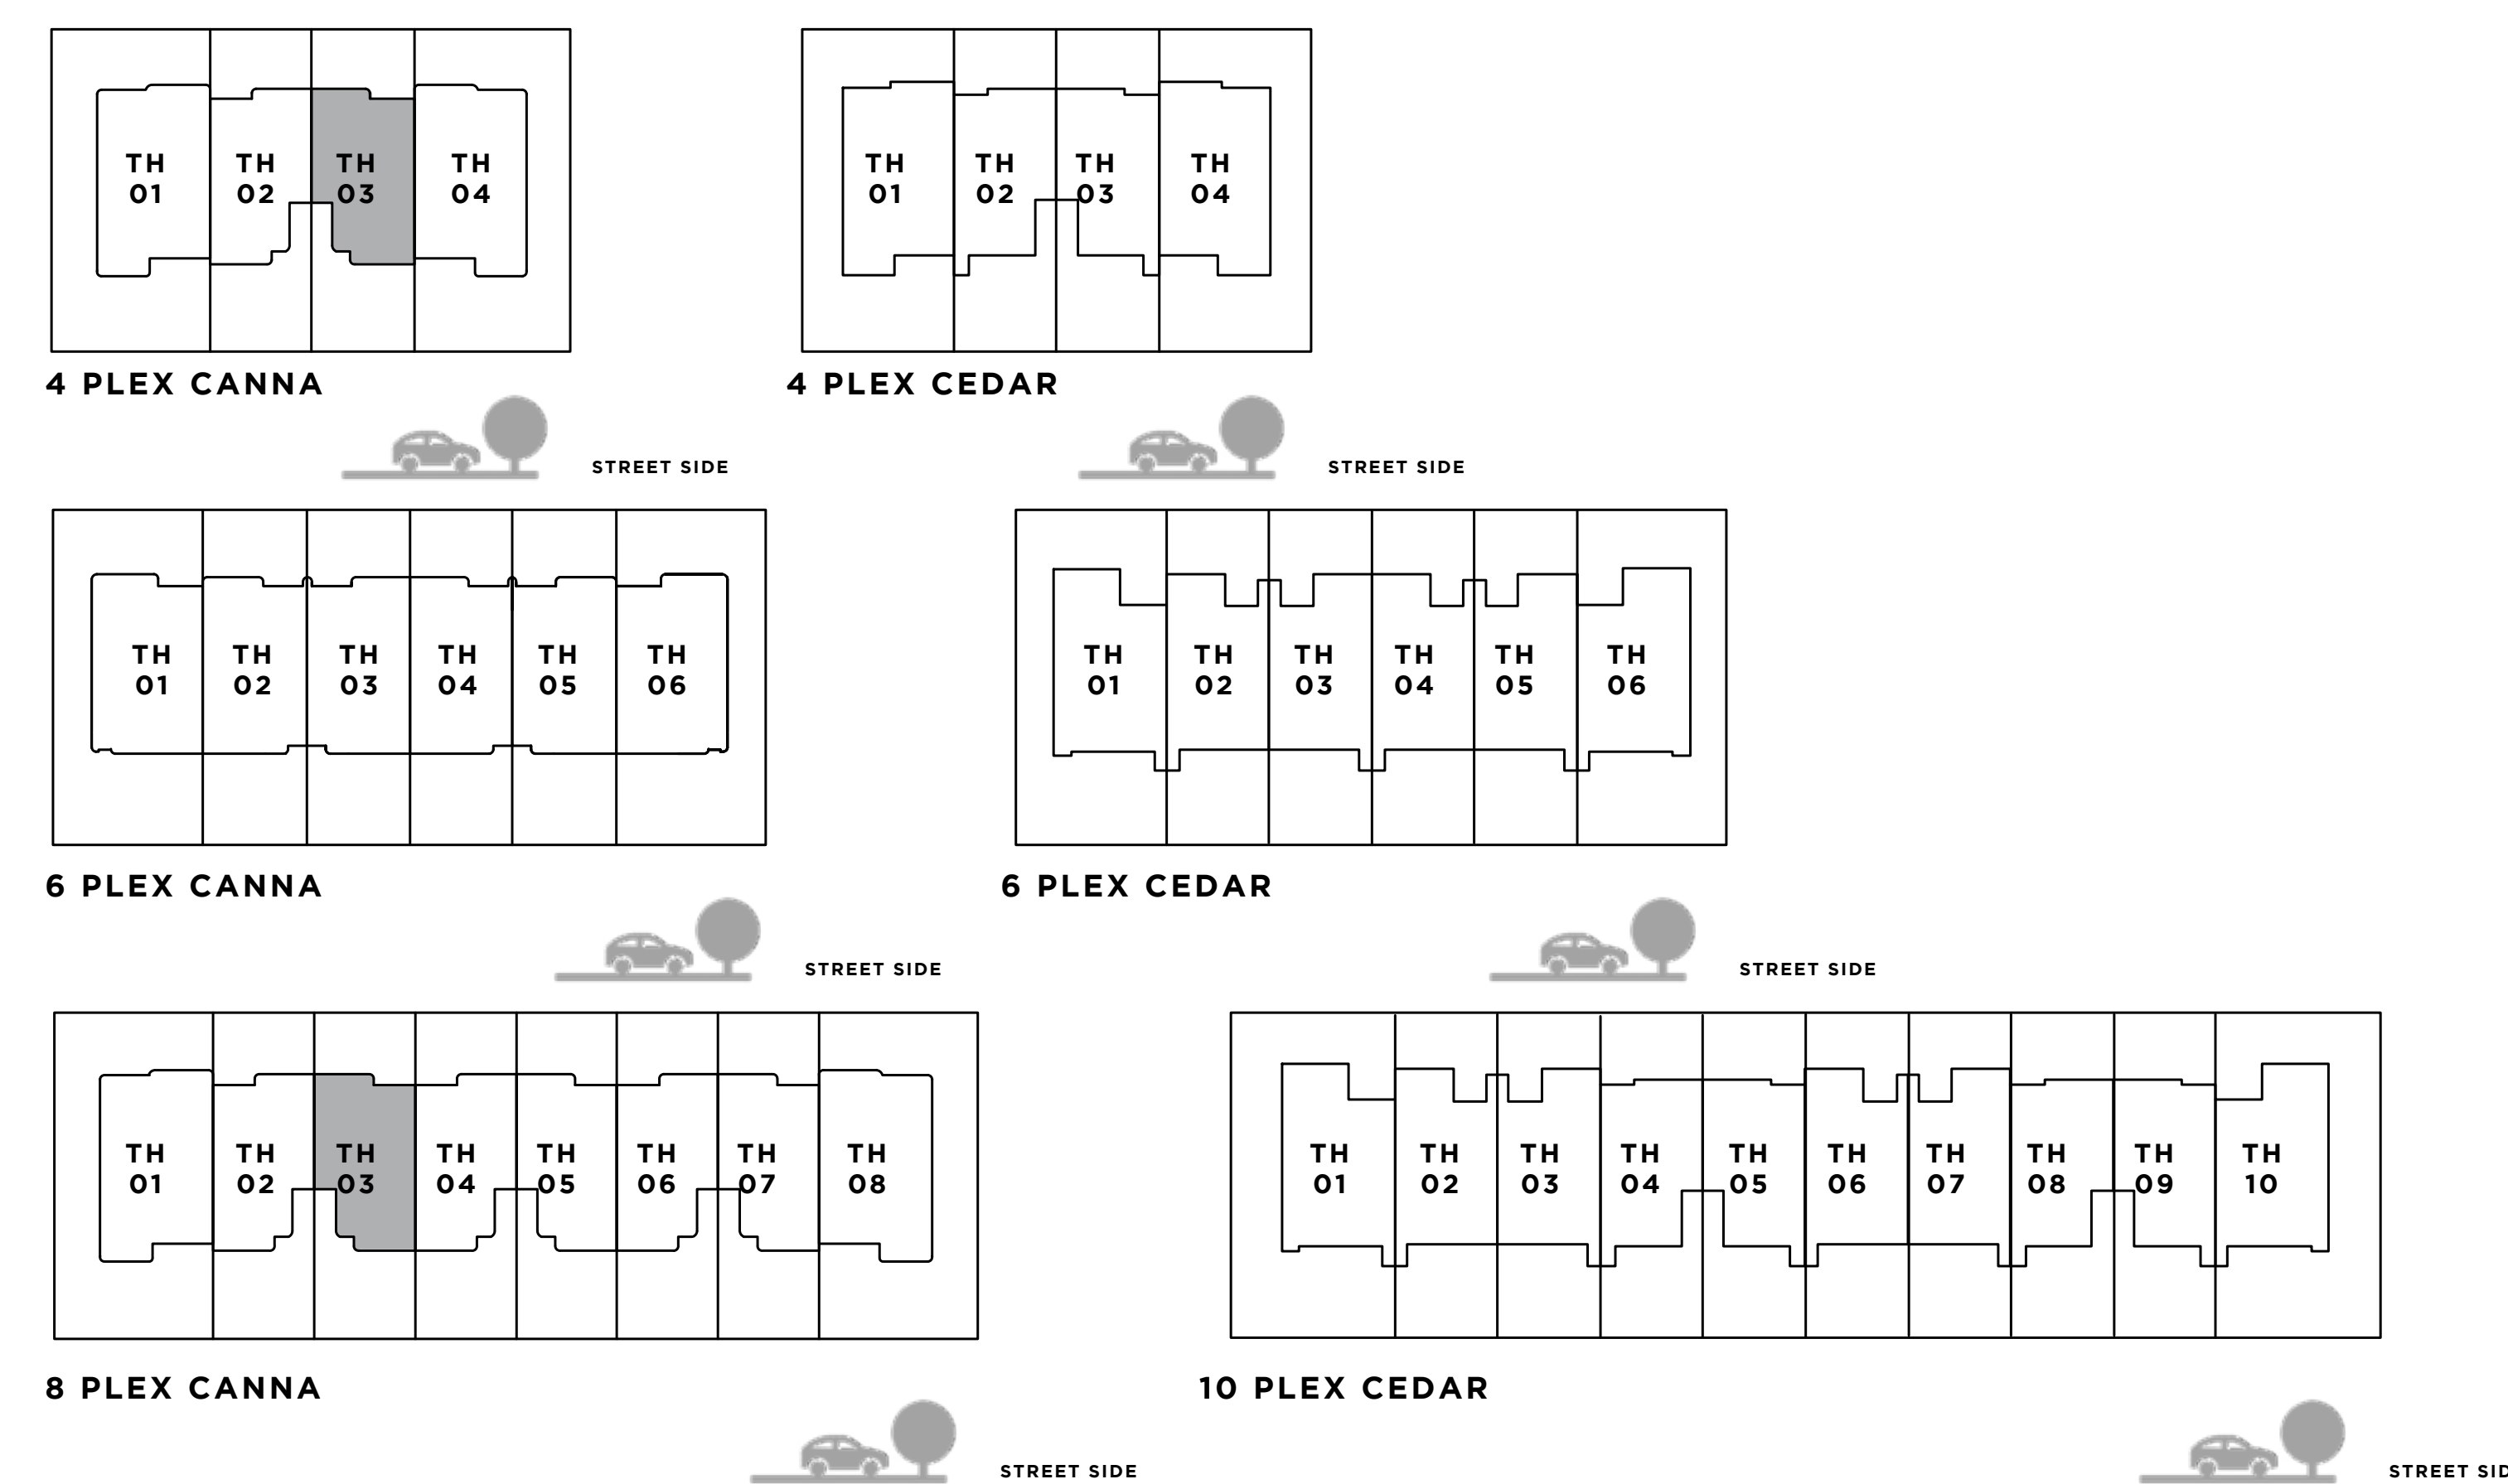 TH TH TH TH
01 02 03 04
TH TH TH TH
01 02 03 04
4 PLEX CANNA
4 PLEX CEDAR
STREET SIDE
STREET SIDE
TH TH TH TH TH TH
01 02 03 04 05 06
TH TH TH TH TH TH
01 02 03 04 05 06
6 PLEX CANNA
6 PLEX CEDAR
STREET SIDE
STREET SIDE
TH TH TH TH TH TH TH TH
01 02 03 04 05 06 07 08
TH TH TH TH TH TH TH TH TH TH
01 02 03 04 05 06 07 08 09 10
8 PLEX CANNA
10 PLEX CEDAR
STREET SIDE
STREET SID